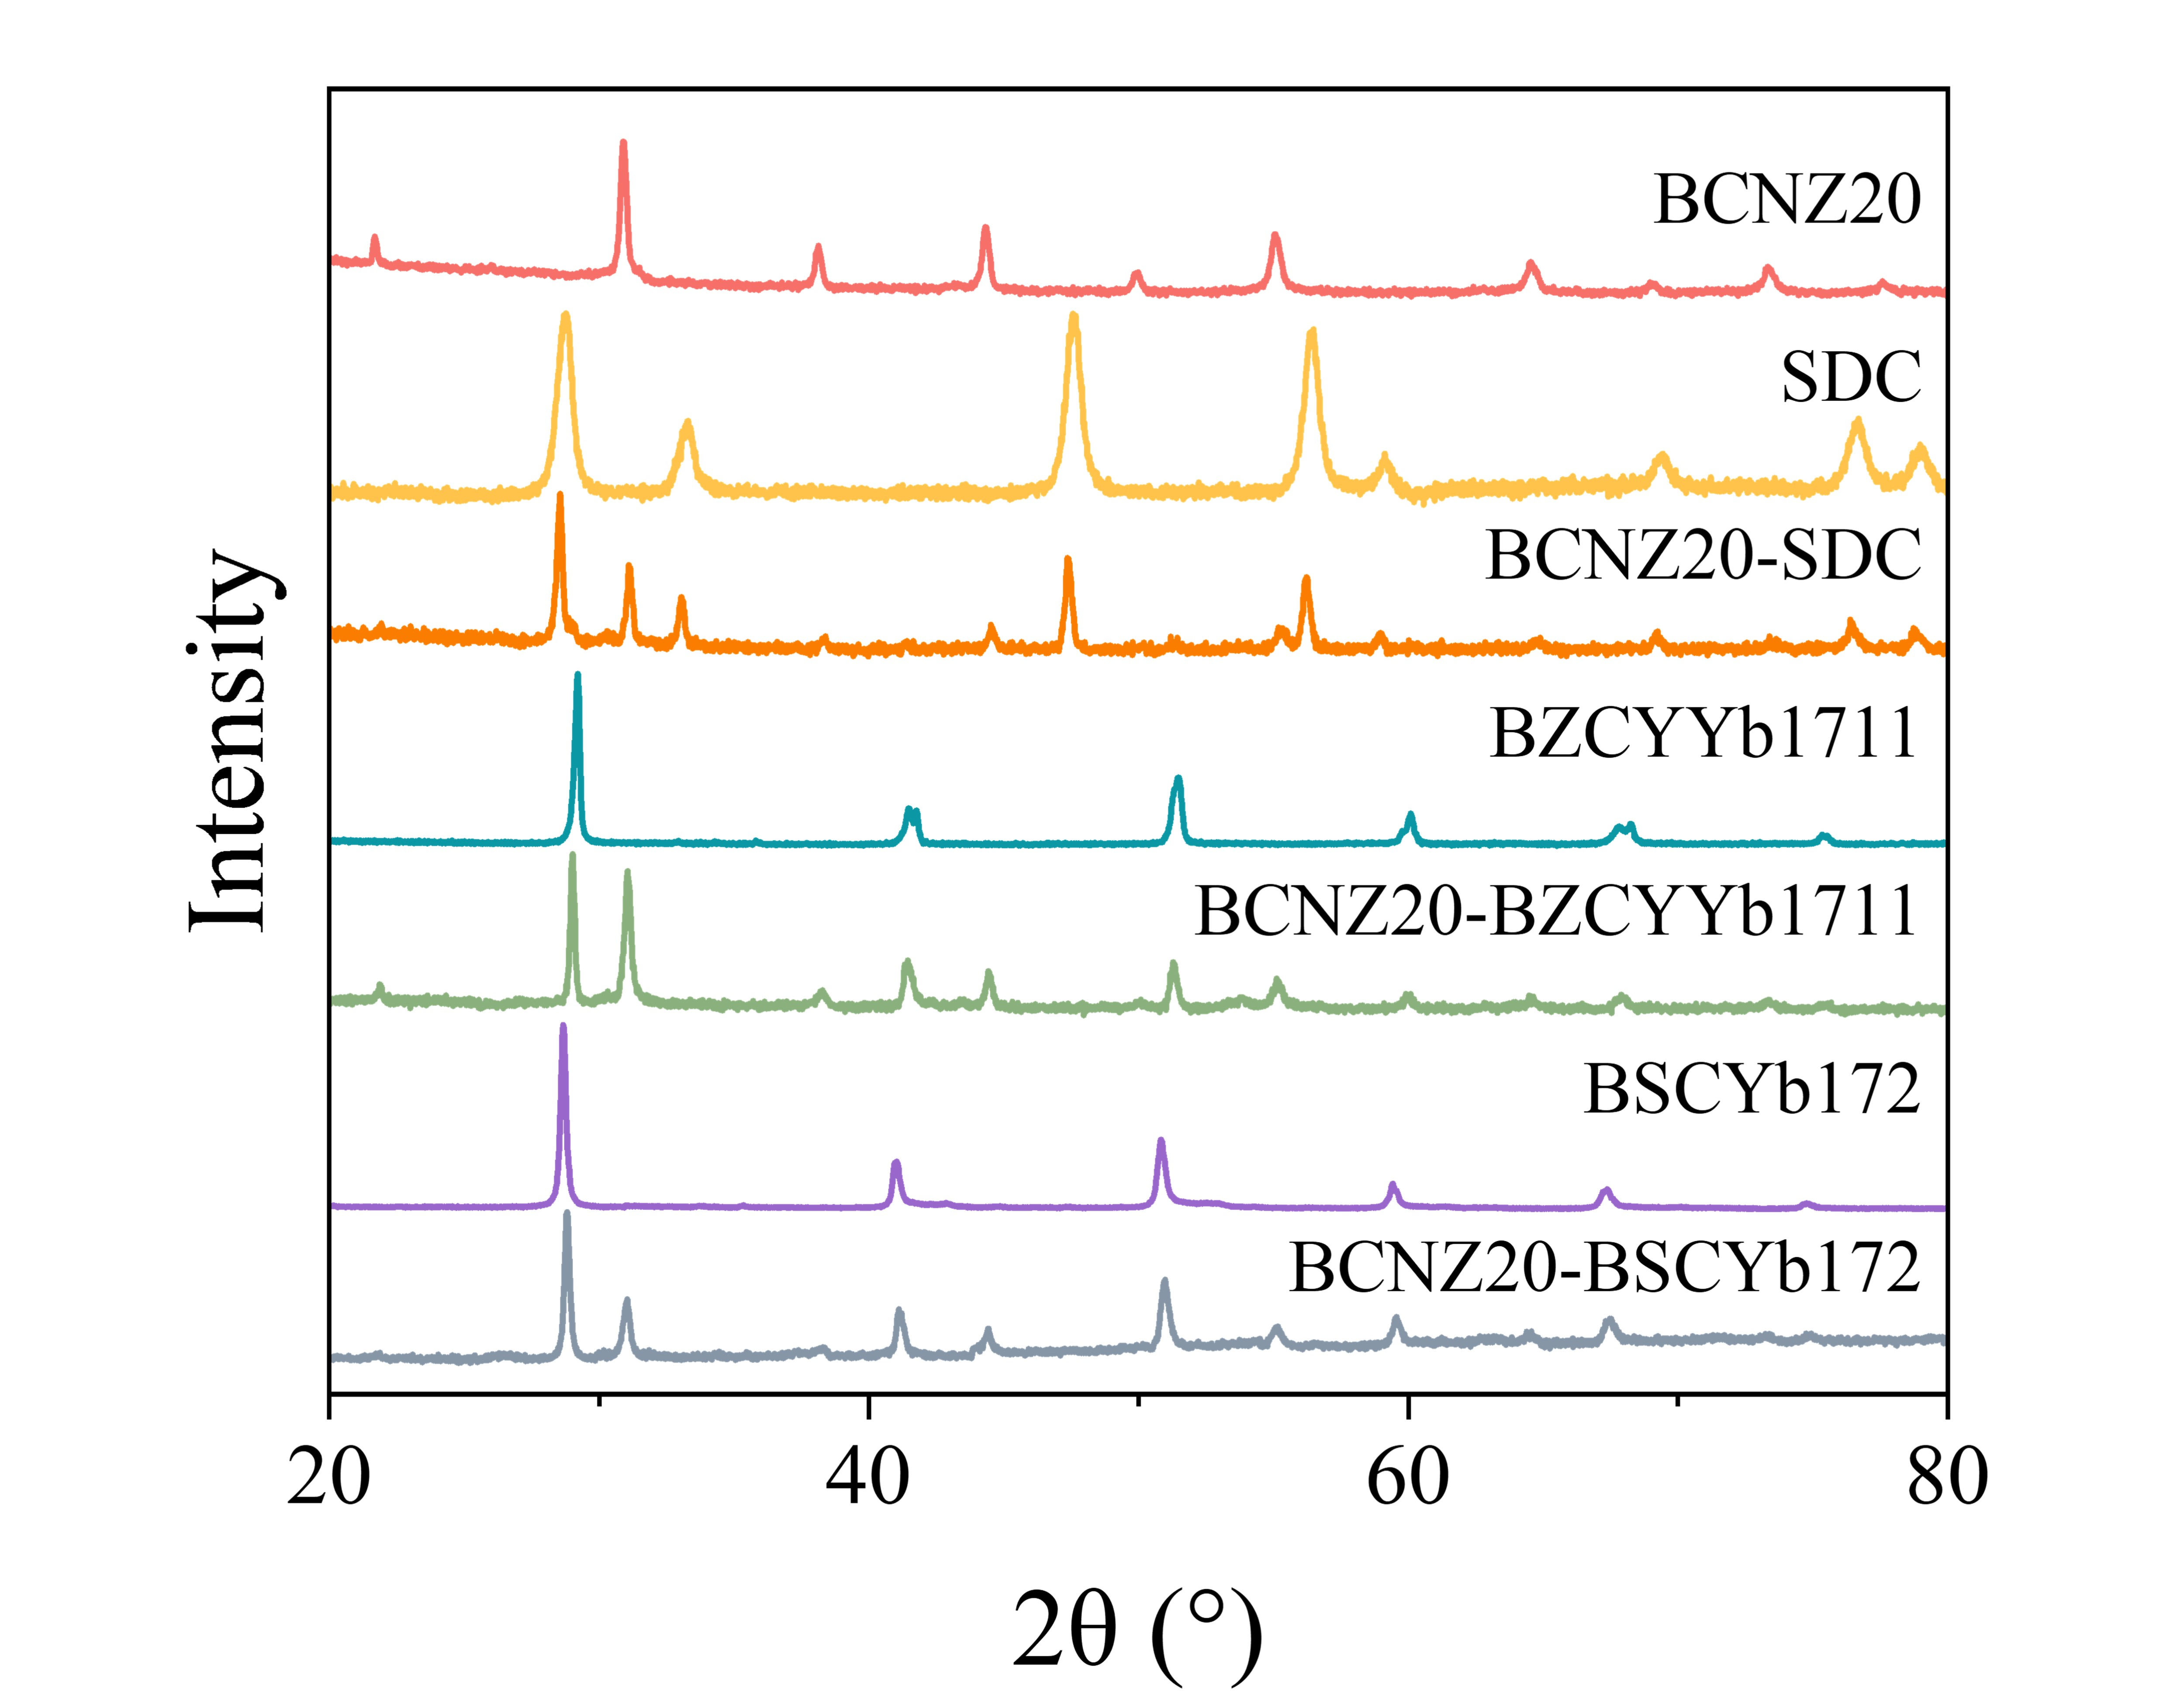 BCNZ20
SDC
BCNZ20-SDC
BZCYYb1711
BCNZ20-BZCYYb1711
BSCYb172
BCNZ20-BSCYb172
Intensity
20 40 60 80
2θ (°)